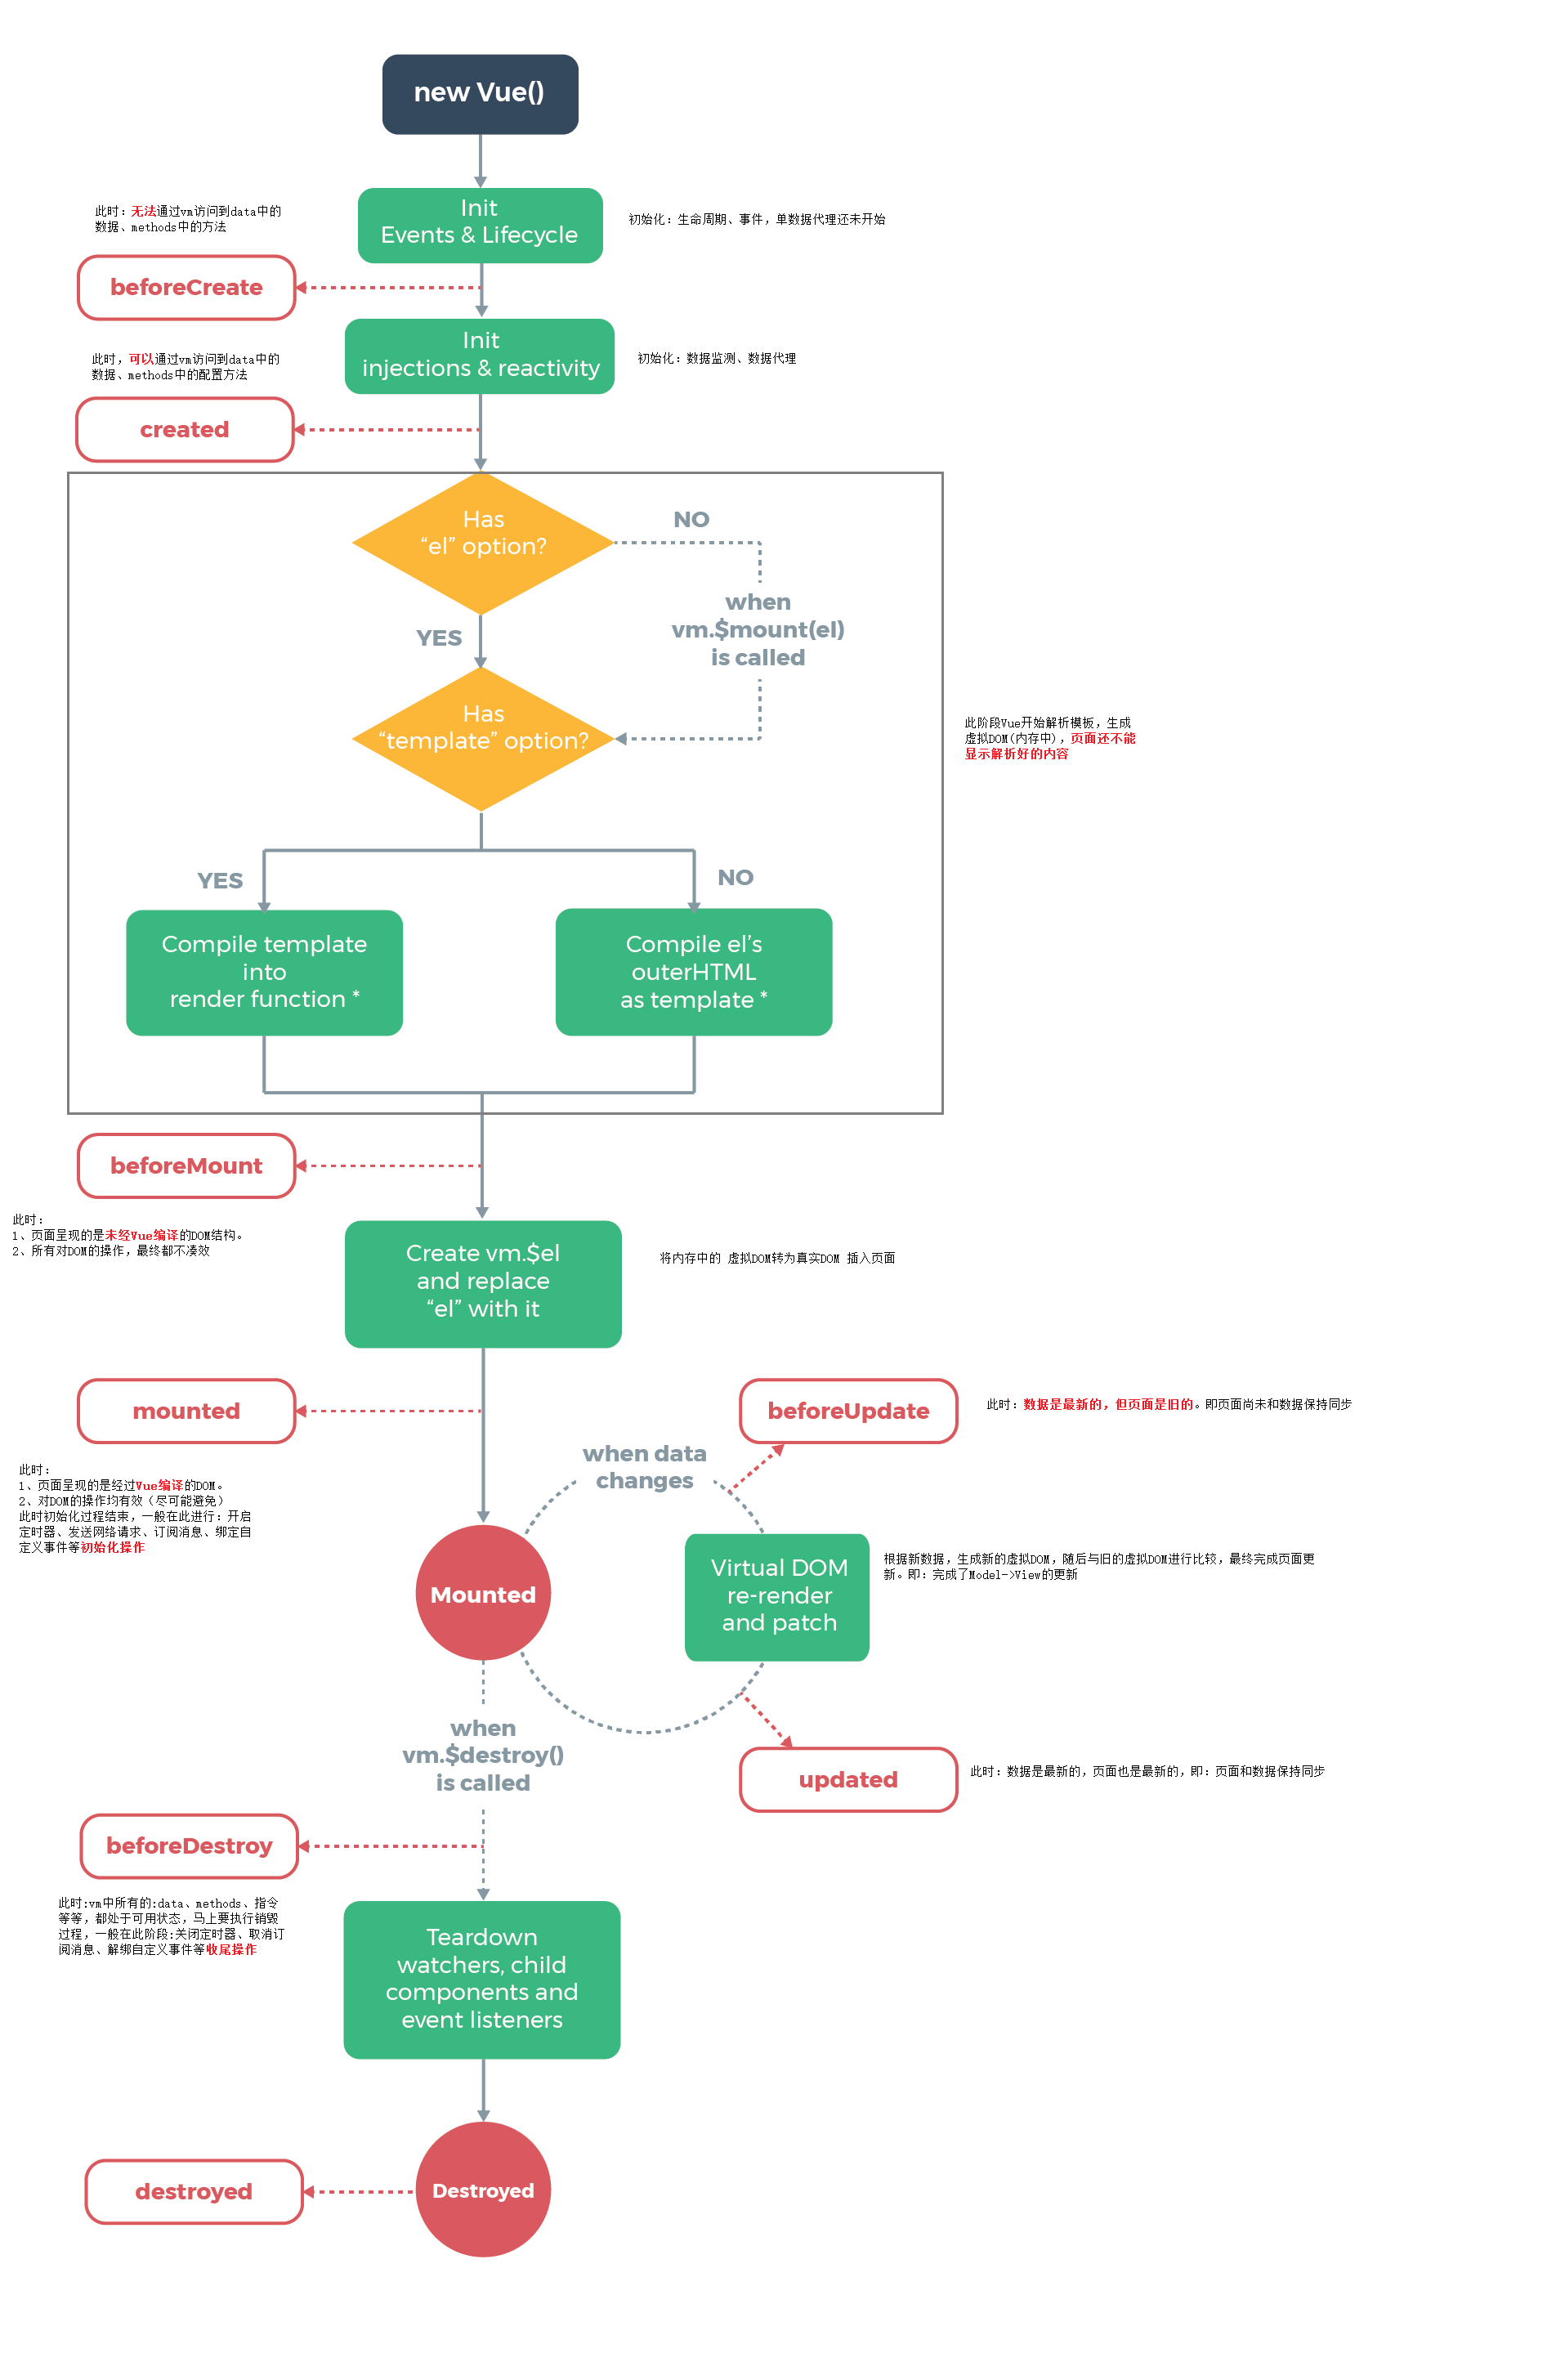 new Vue()
Init
Events & Lifecycle
此时：无法通过vm访问到data中的
数据、methods中的方法
初始化：生命周期、事件，单数据代理还未开始
beforeCreate
Init
injections & reactivity
此时，可以通过vm访问到data中的
数据、methods中的配置方法
初始化：数据监测、数据代理
created
Has
“el” option?
NO
when
vm.$mount(el)
is called
YES
Has
“template” option?
此阶段Vue开始解析模板，生成
虚拟DOM(内存中)，页面还不能
显示解析好的内容
YES
NO
Compile template
into
render function *
Compile el’s
outerHTML
as template *
beforeMount
此时：
1、页面呈现的是未经Vue编译的DOM结构。
2、所有对DOM的操作，最终都不凑效
Create vm.$el
and replace
“el” with it
将内存中的 虚拟DOM转为真实DOM 插入页面
mounted
此时：
1、页面呈现的是经过Vue编译的DOM。
2、对DOM的操作均有效（尽可能避免）
此时初始化过程结束，一般在此进行：开启
定时器、发送网络请求、订阅消息、绑定自
定义事件等初始化操作
beforeUpdate
此时：数据是最新的，但页面是旧的。即页面尚未和数据保持同步
when data
changes
Mounted
Virtual DOM
re-render
and patch
根据新数据，生成新的虚拟DOM，随后与旧的虚拟DOM进行比较，最终完成页面更
新。即：完成了Model->View的更新
when
vm.$destroy()
is called
updated
此时：数据是最新的，页面也是最新的，即：页面和数据保持同步
beforeDestroy
此时:vm中所有的:data、methods、指令
等等，都处于可用状态，马上要执行销毁
过程，一般在此阶段:关闭定时器、取消订
阅消息、解绑自定义事件等收尾操作
Teardown
watchers, child
components and
event listeners
destroyed
Destroyed